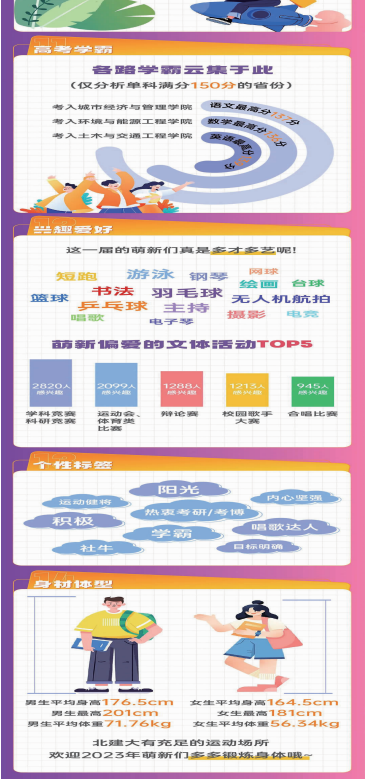 高考学霸
各路学霸云集于此
(仅分析单科满分150分的省份)
考入城市经济与管理学院
语文最高分137分
考入环境与能源工程学院
数学最高分
考入土木与交通工程学院
英语最高分
兴趣爱好
这一届的萌新们真是多才多艺呢!
短跑 游泳 钢琴 网球
绘画 台球
篮球 书法 羽毛球 无人机航拍
乒乓球 主持 摄影 电竞
唱歌 电子琴
萌新偏爱的文体活动TOP5
2820人 2099人 1288人 1213人 945人
感兴趣 感兴趣 感兴趣 感兴趣 感兴趣
学科竞赛 运动会、 辩论赛 校园歌手 合唱比赛
科研竞赛 体育类 大赛
比赛
个性标签
阳光
运动健将 内心坚强
热衷考研/考博
积极 唱歌达人
学霸
社牛 目标明确
身材体型
男生平均身高176.5cm 女生平均身高164.5cm
男生最高201cm 女生最高181cm
男生平均体重71.76kg 女生平均体重56.34kg
北建大有充足的运动场所
欢迎2023年萌新们多多锻炼身体哦~